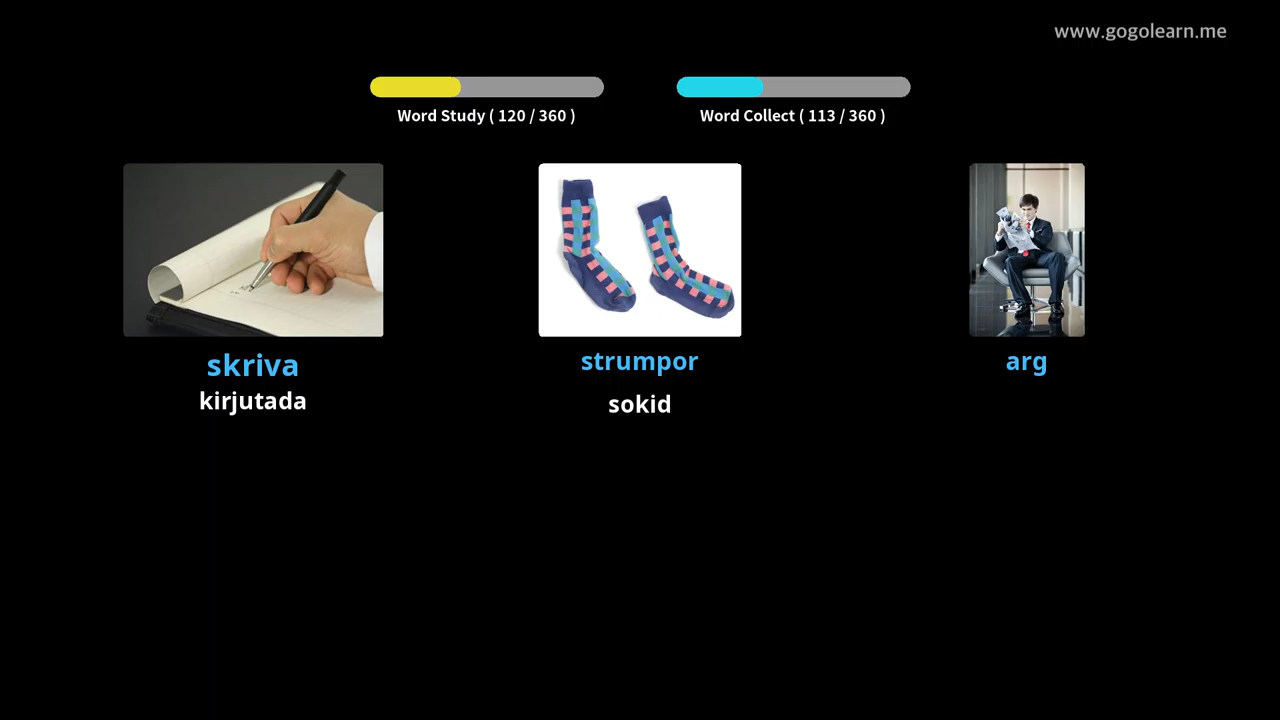 www.gogolearn.me
Word Study ( 120 / 360 )
Word Collect ( 113 / 360 )
skriva
kirjutada
strumpor
sokid
arg